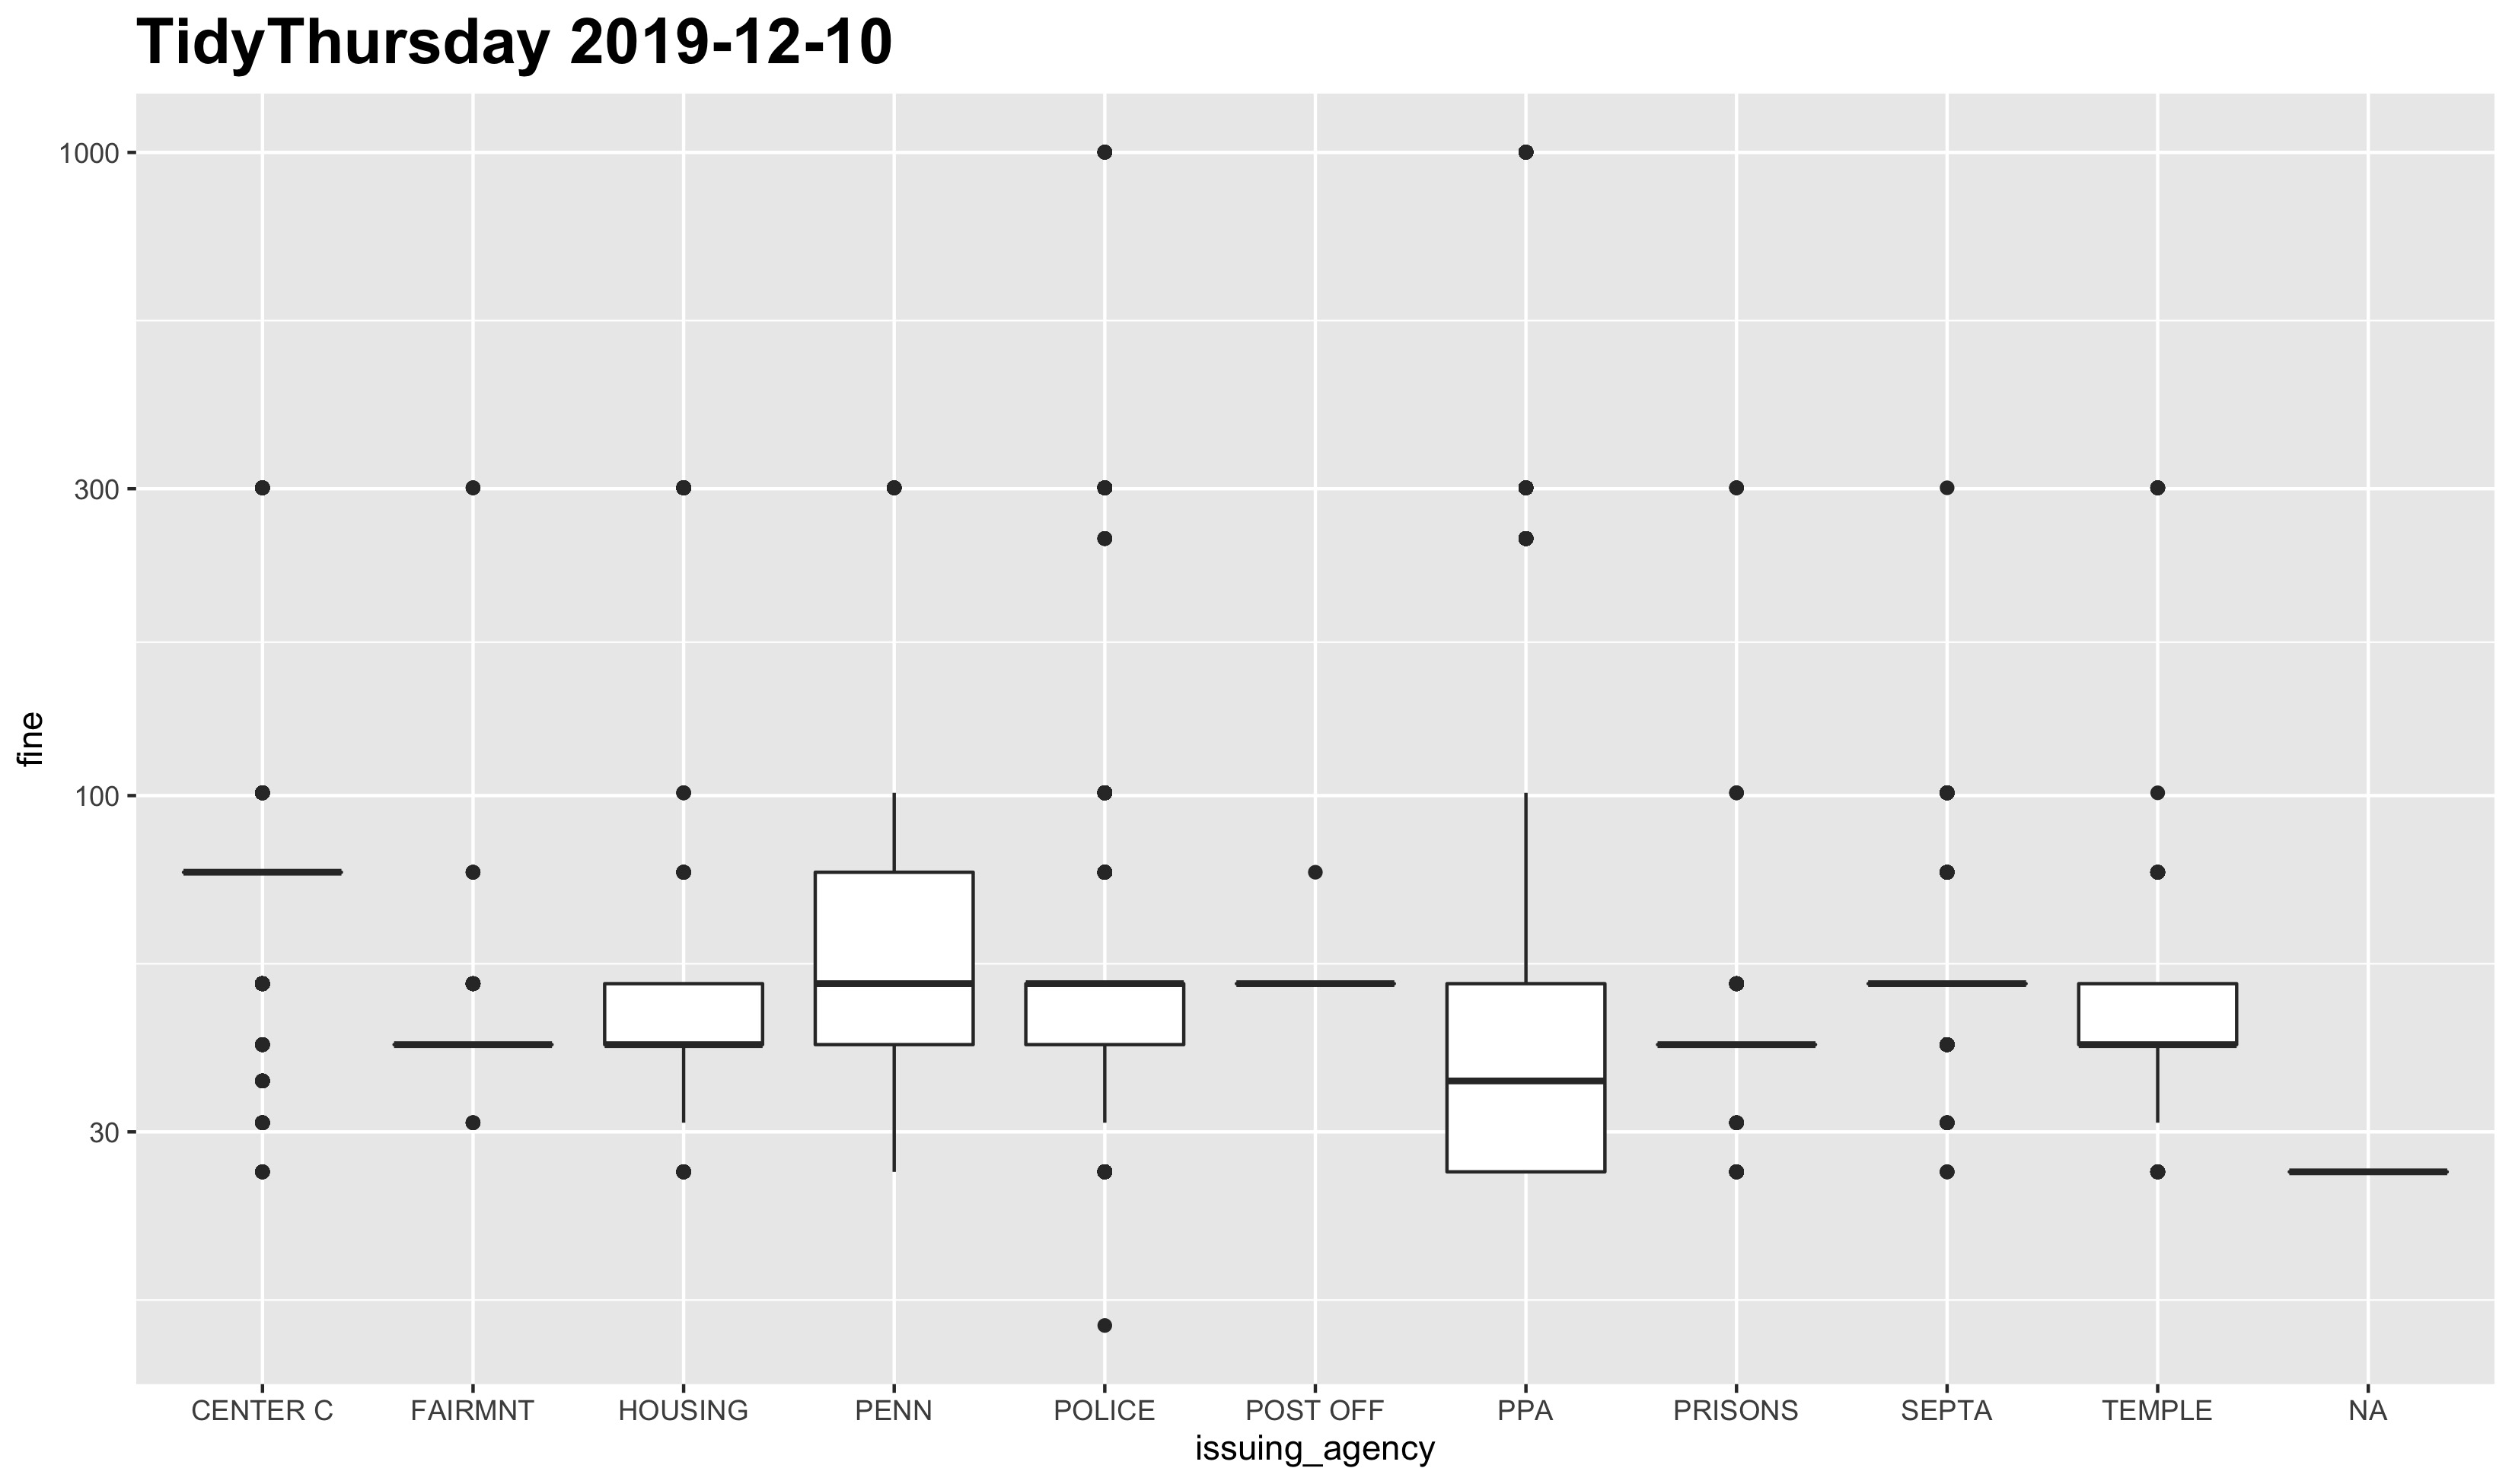 TidyThursday 2019-12-10
1000
300
100
30
fine
CENTER C FAIRMNT HOUSING PENN POLICE POST OFF PPA PRISONS SEPTA TEMPLE NA
issuing_agency